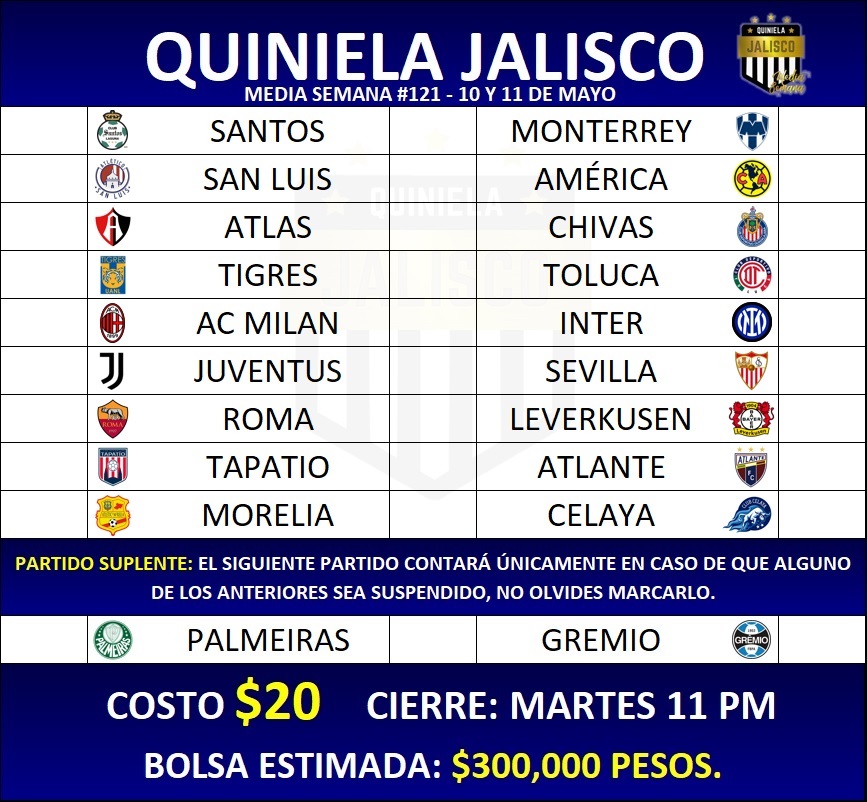 QUINIELA JALISCO
QUINIELA
JALISCO
Media
Semana
MEDIA SEMANA #121 - 10 Y 11 DE MAYO
SANTOS MONTERREY
SAN LUIS AMÉRICA
ATLAS CHIVAS
TIGRES TOLUCA
AC MILAN INTER
JUVENTUS SEVILLA
ROMA LEVERKUSEN
TAPATIO ATLANTE
MORELIA CELAYA
PARTIDO SUPLENTE: EL SIGUIENTE PARTIDO CONTARÁ ÚNICAMENTE EN CASO DE QUE ALGUNO
DE LOS ANTERIORES SEA SUSPENDIDO, NO OLVIDES MARCARLO.
PALMEIRAS GREMIO
COSTO $20 CIERRE: MARTES 11 PM
BOLSA ESTIMADA: $300,000 PESOS.